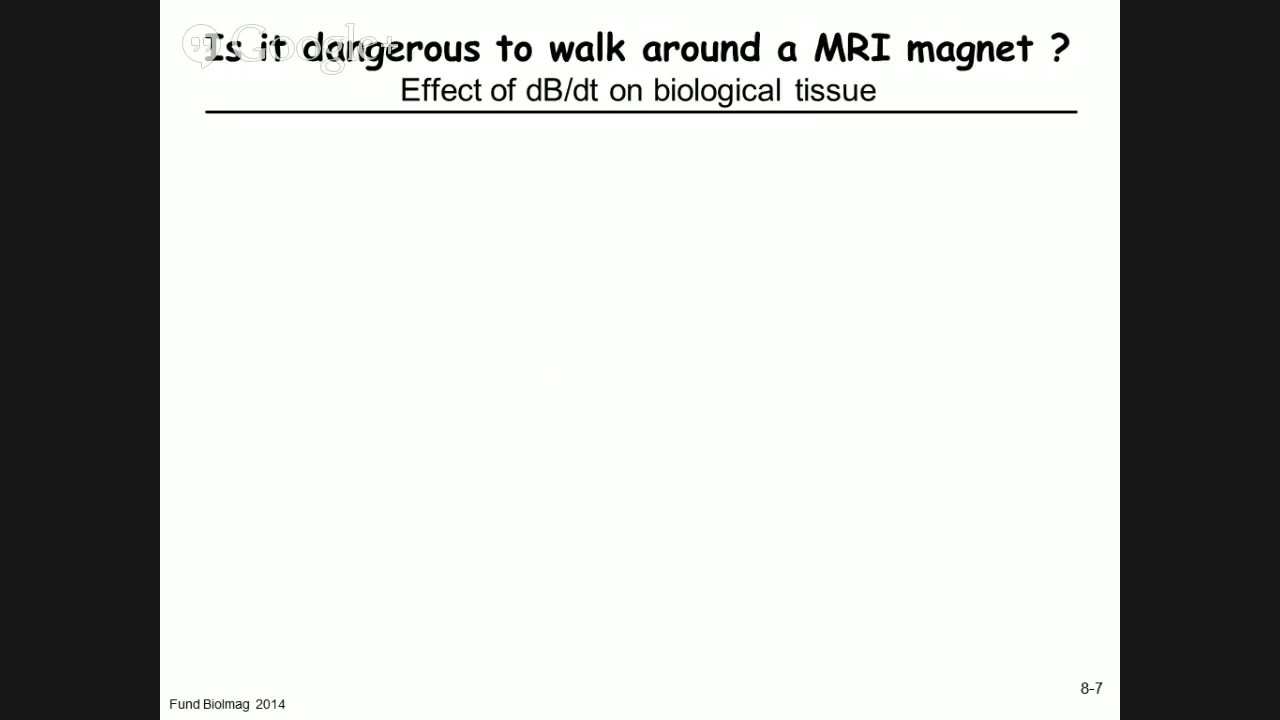 Google+
Is it dangerous to walk around a MRI magnet ?
Effect of dB/dt on biological tissue
8-7
Fund BioImag 2014